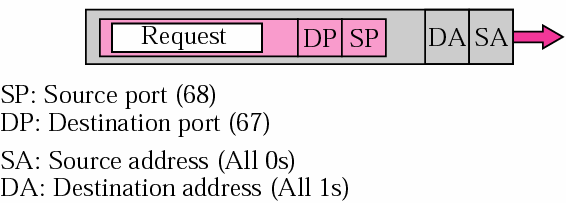 Request DP SP DA SA
SP: Source port (68)
DP: Destination port (67)
SA: Source address (All 0s)
DA: Destination address (All 1s)